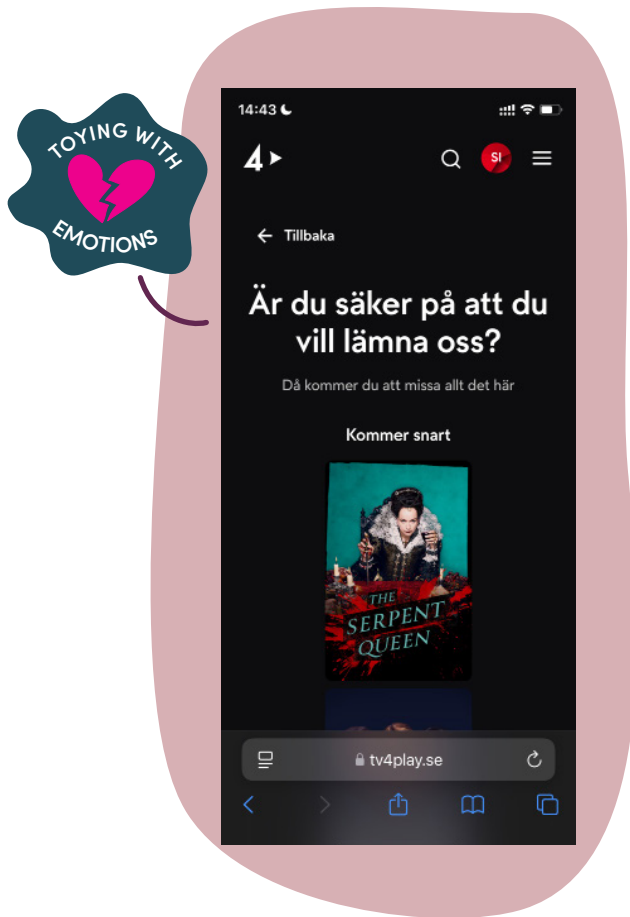 TOYING WITH
EMOTIONS
14:43
4
SI
Tillbaka
Är du säker på att du
vill lämna oss?
Då kommer du att missa allt det här
Kommer snart
THE
SERPENT
QUEEN
tv4play.se